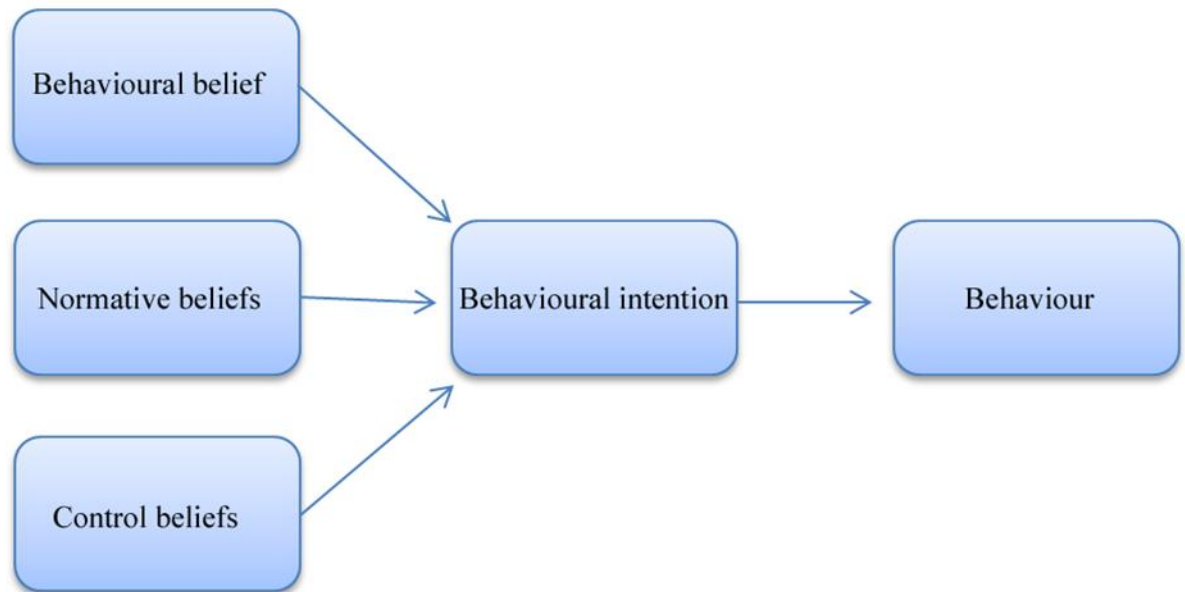 Behavioural belief
Normative beliefs
Behavioural intention
Behaviour
Control beliefs